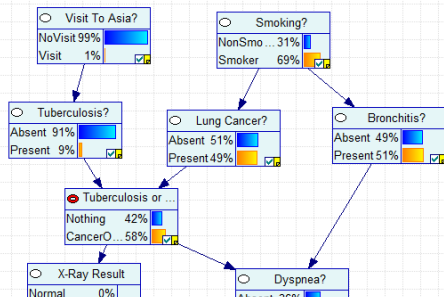 Visit To Asia?
NoVisit 99%
Visit 1%
Smoking?
NonSmo... 31%
Smoker 69%
Tuberculosis?
Absent 91%
Present 9%
Lung Cancer?
Absent 51%
Present 49%
Bronchitis?
Absent 49%
Present 51%
Tuberculosis or ...
Nothing 42%
CancerO... 58%
X-Ray Result
Normal 0%
Dyspnea?
Absent 36%